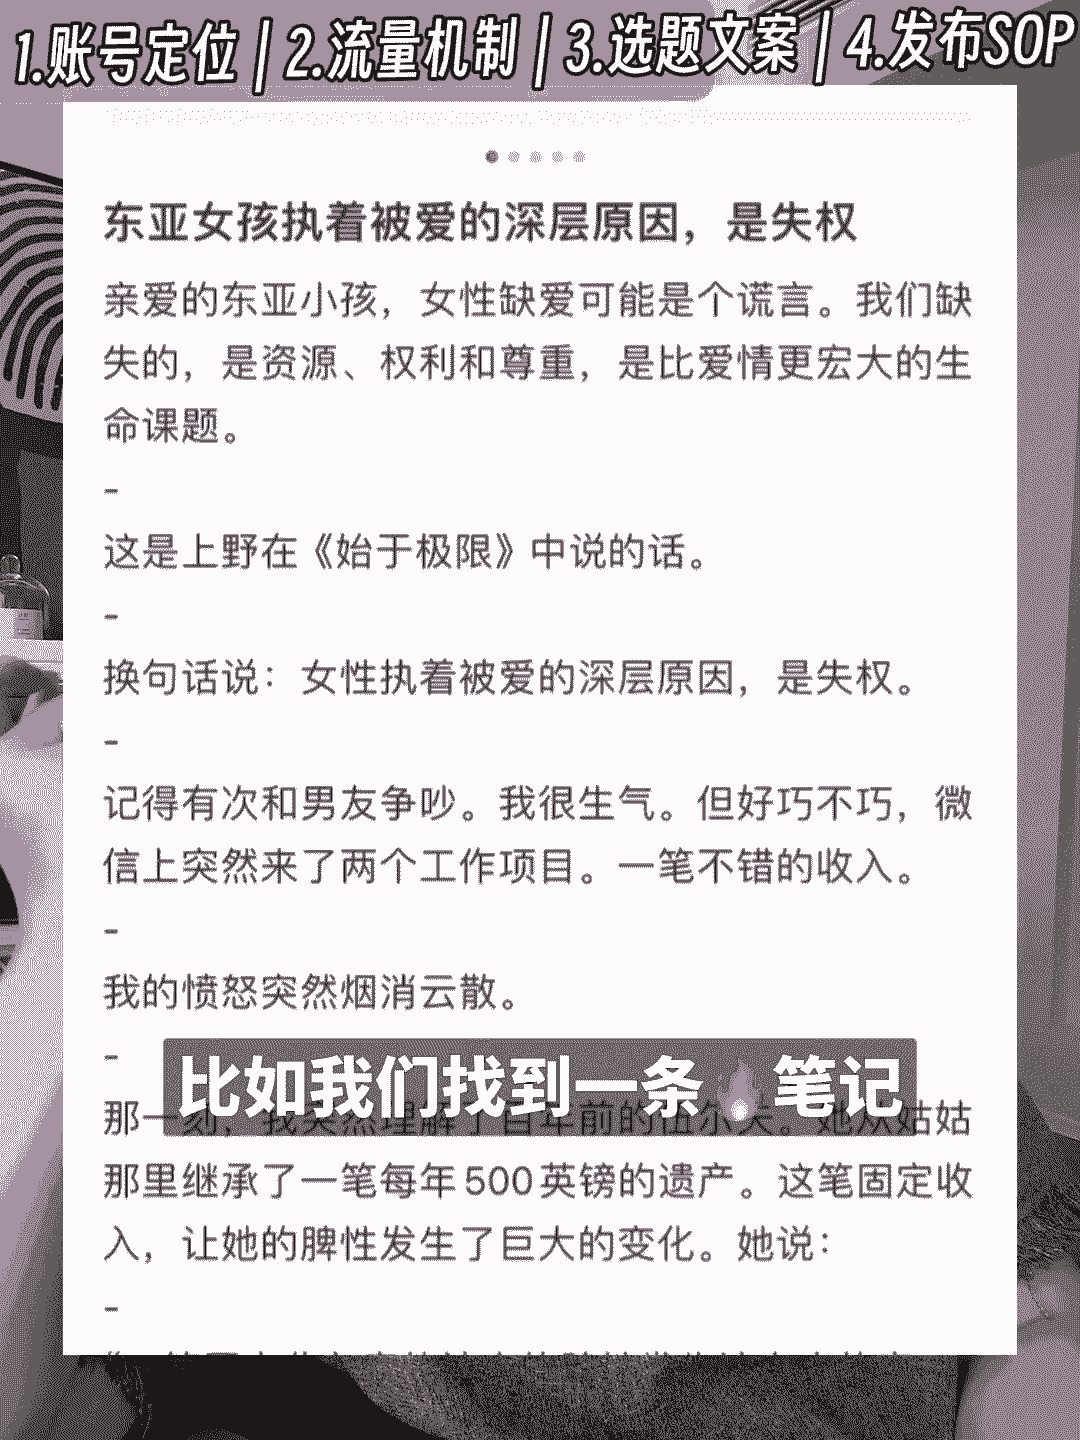 1.账号定位 | 2.流量机制 | 3.选题文案 | 4.发布SOP
东亚女孩执着被爱的深层原因，是失权
亲爱的东亚小孩，女性缺爱可能是个谎言。我们缺
失的，是资源、权利和尊重，是比爱情更宏大的生
命课题。
-
这是上野在《始于极限》中说的话。
-
换句话说：女性执着被爱的深层原因，是失权。
-
记得有次和男友争吵。我很生气。但好巧不巧，微
信上突然来了两个工作项目。一笔不错的收入。
-
我的愤怒突然烟消云散。
-
比如我们找到一条🔥笔记
那一刻，我突然理解了百年前的伍尔夫。她从姑姑
那里继承了一笔每年500英镑的遗产。这笔固定收
入，让她的脾性发生了巨大的变化。她说：
-